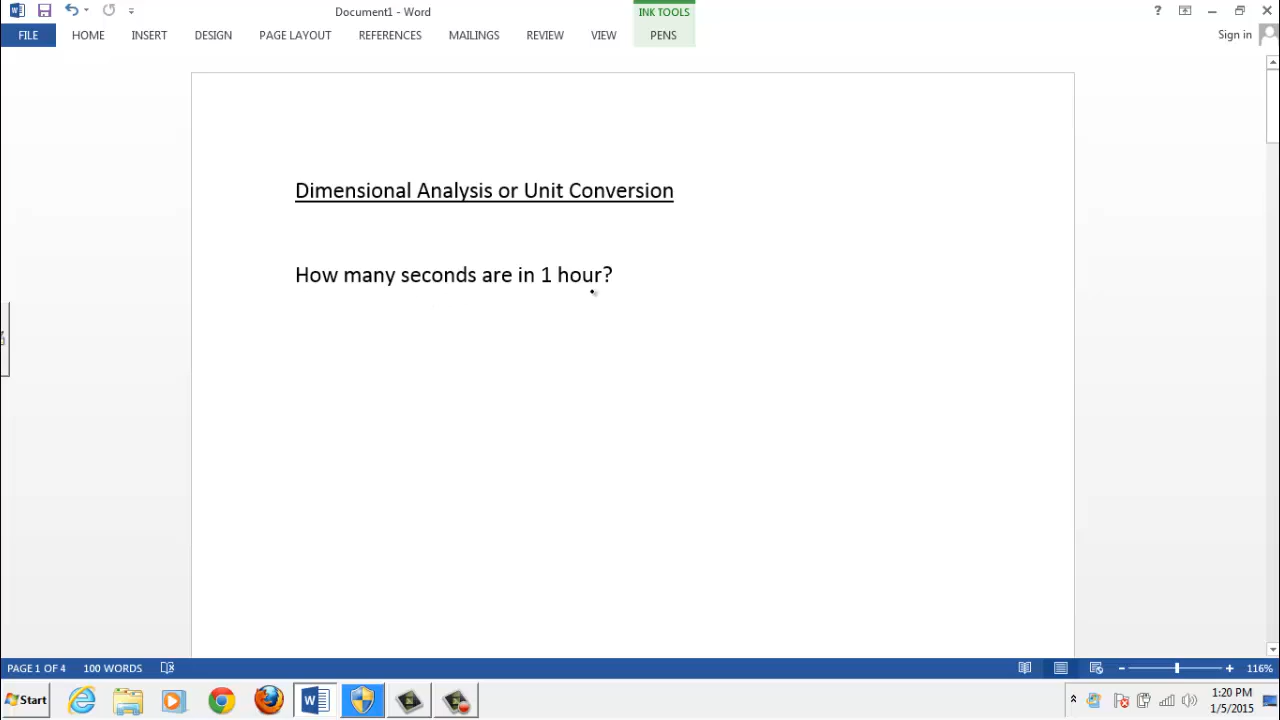 Document1 - Word
INK TOOLS
?
FILE
HOME
INSERT
DESIGN
PAGE LAYOUT
REFERENCES
MAILINGS
REVIEW
VIEW
PENS
Sign in
Dimensional Analysis or Unit Conversion
How many seconds are in 1 hour?
PAGE 1 OF 4
100 WORDS
116%
Start
1:20 PM
1/5/2015